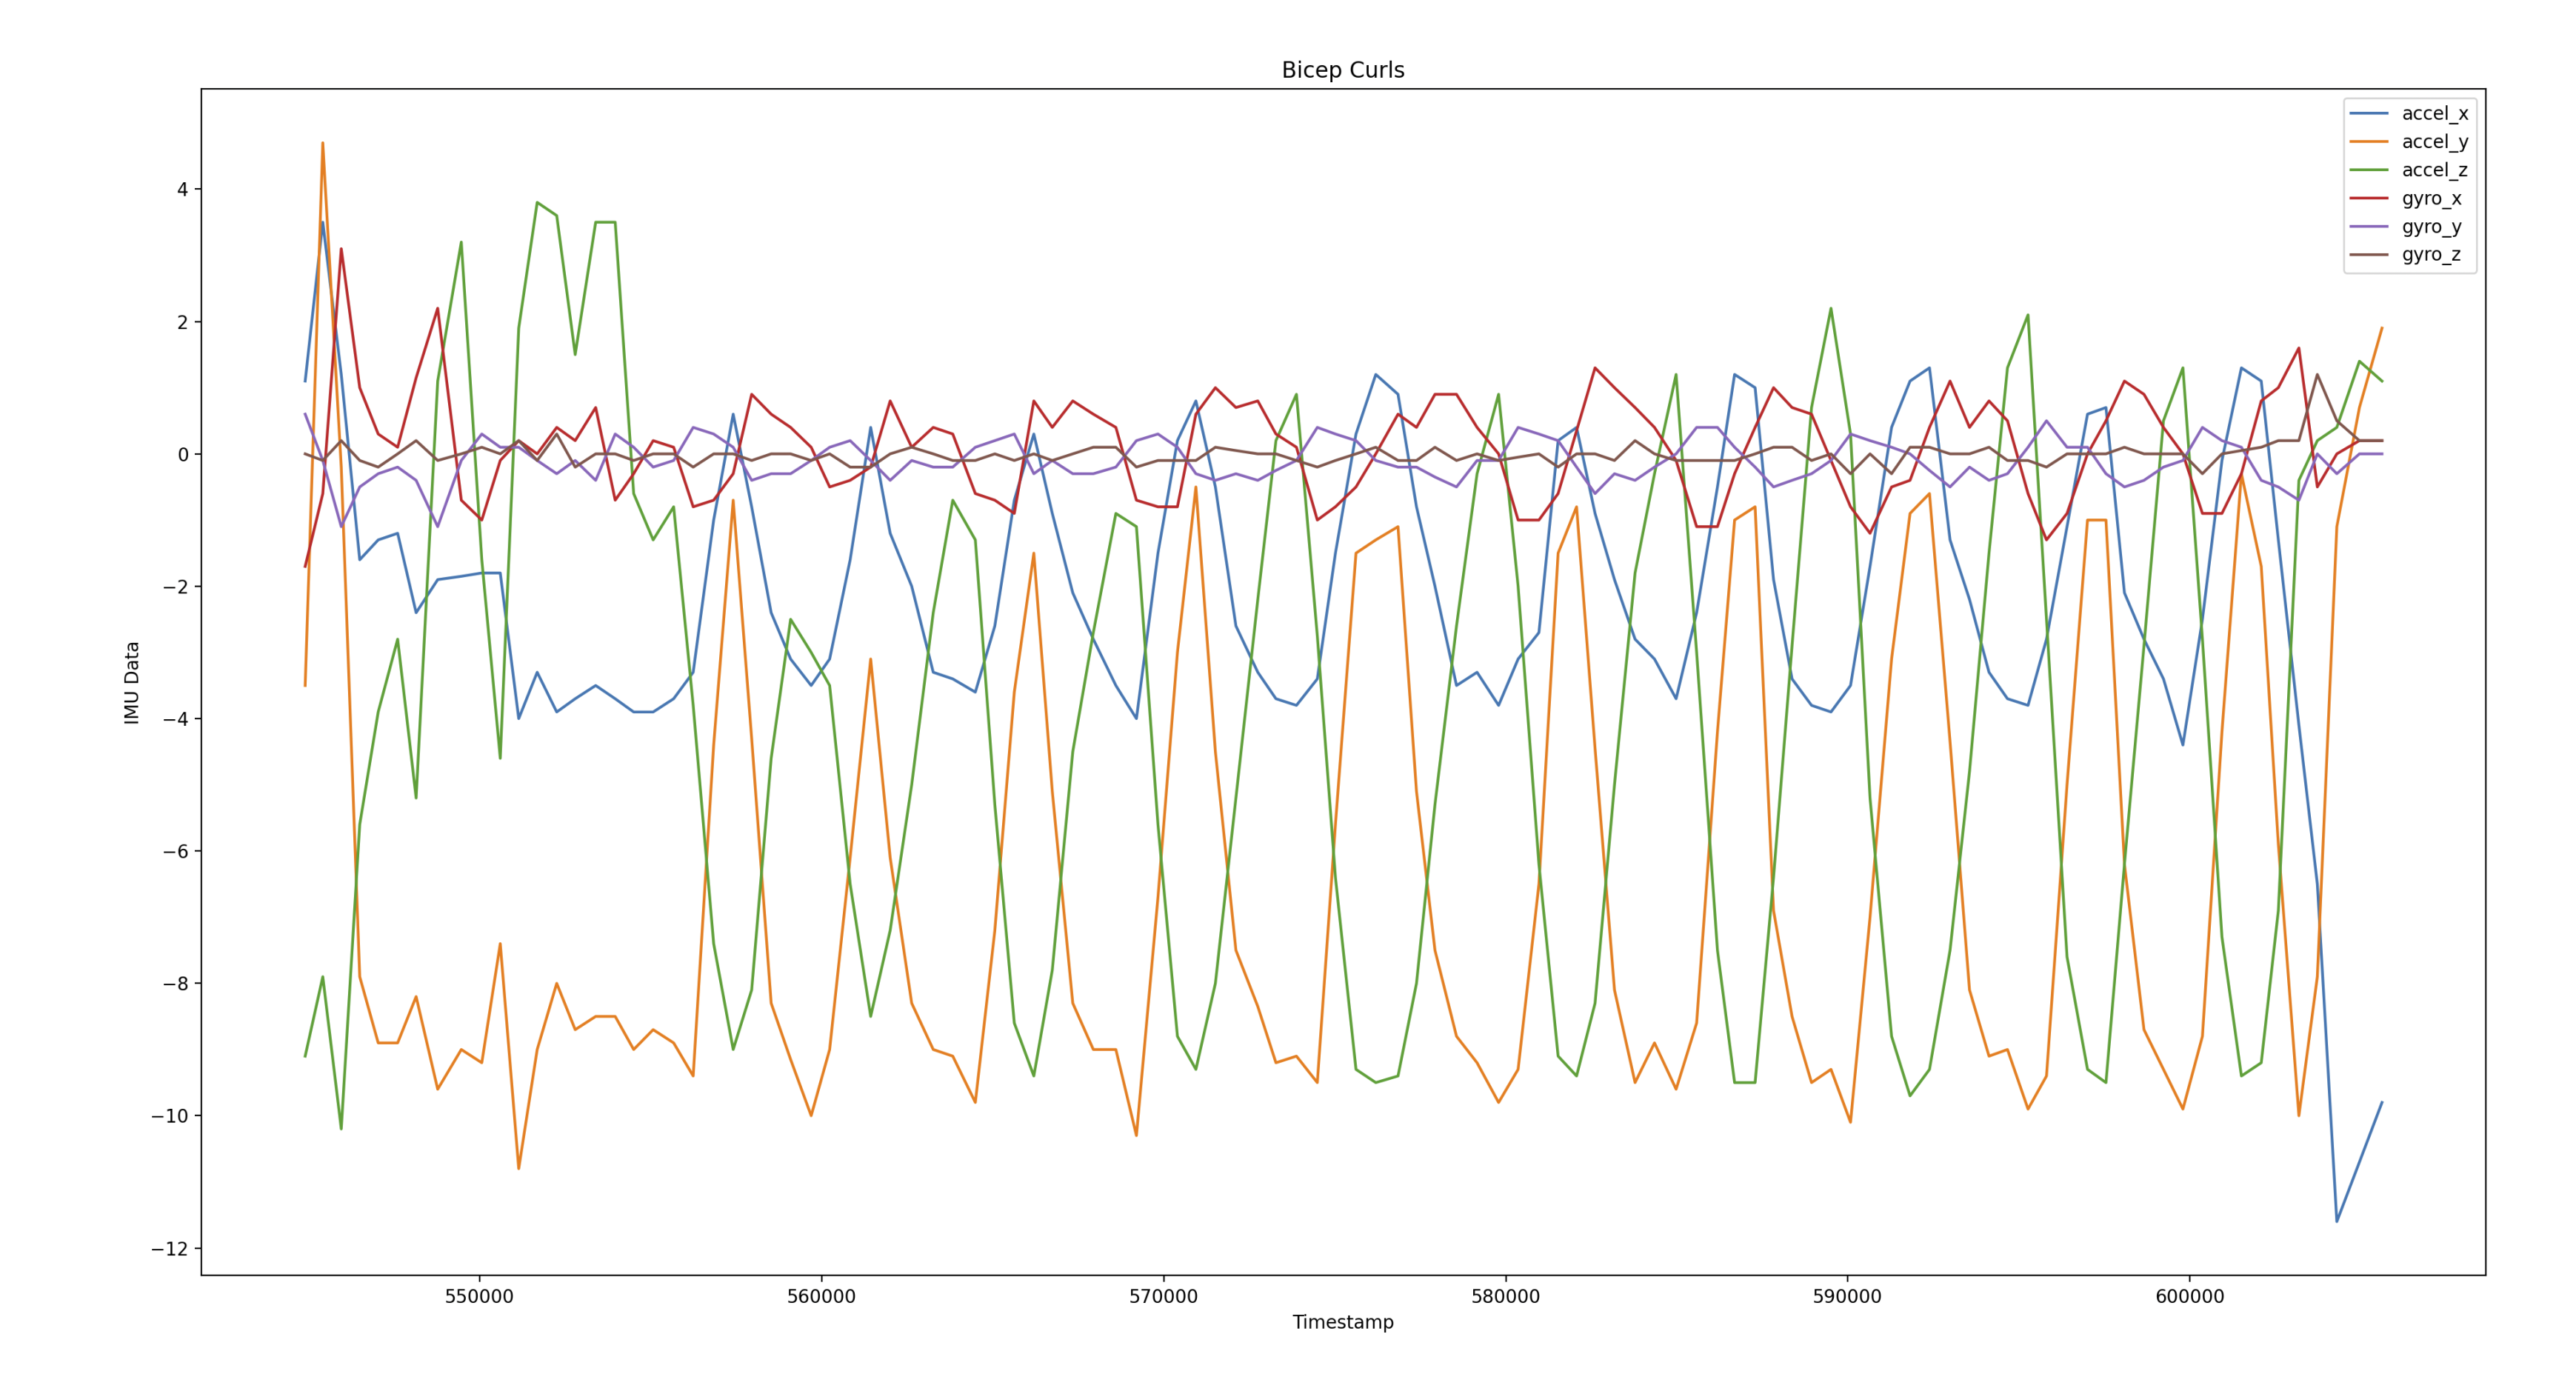 Bicep Curls
accel_x
accel_y
accel_z
gyro_x
gyro_y
gyro_z
4
2
0
−2
−4
−6
−8
−10
−12
IMU Data
550000 560000 570000 580000 590000 600000
Timestamp